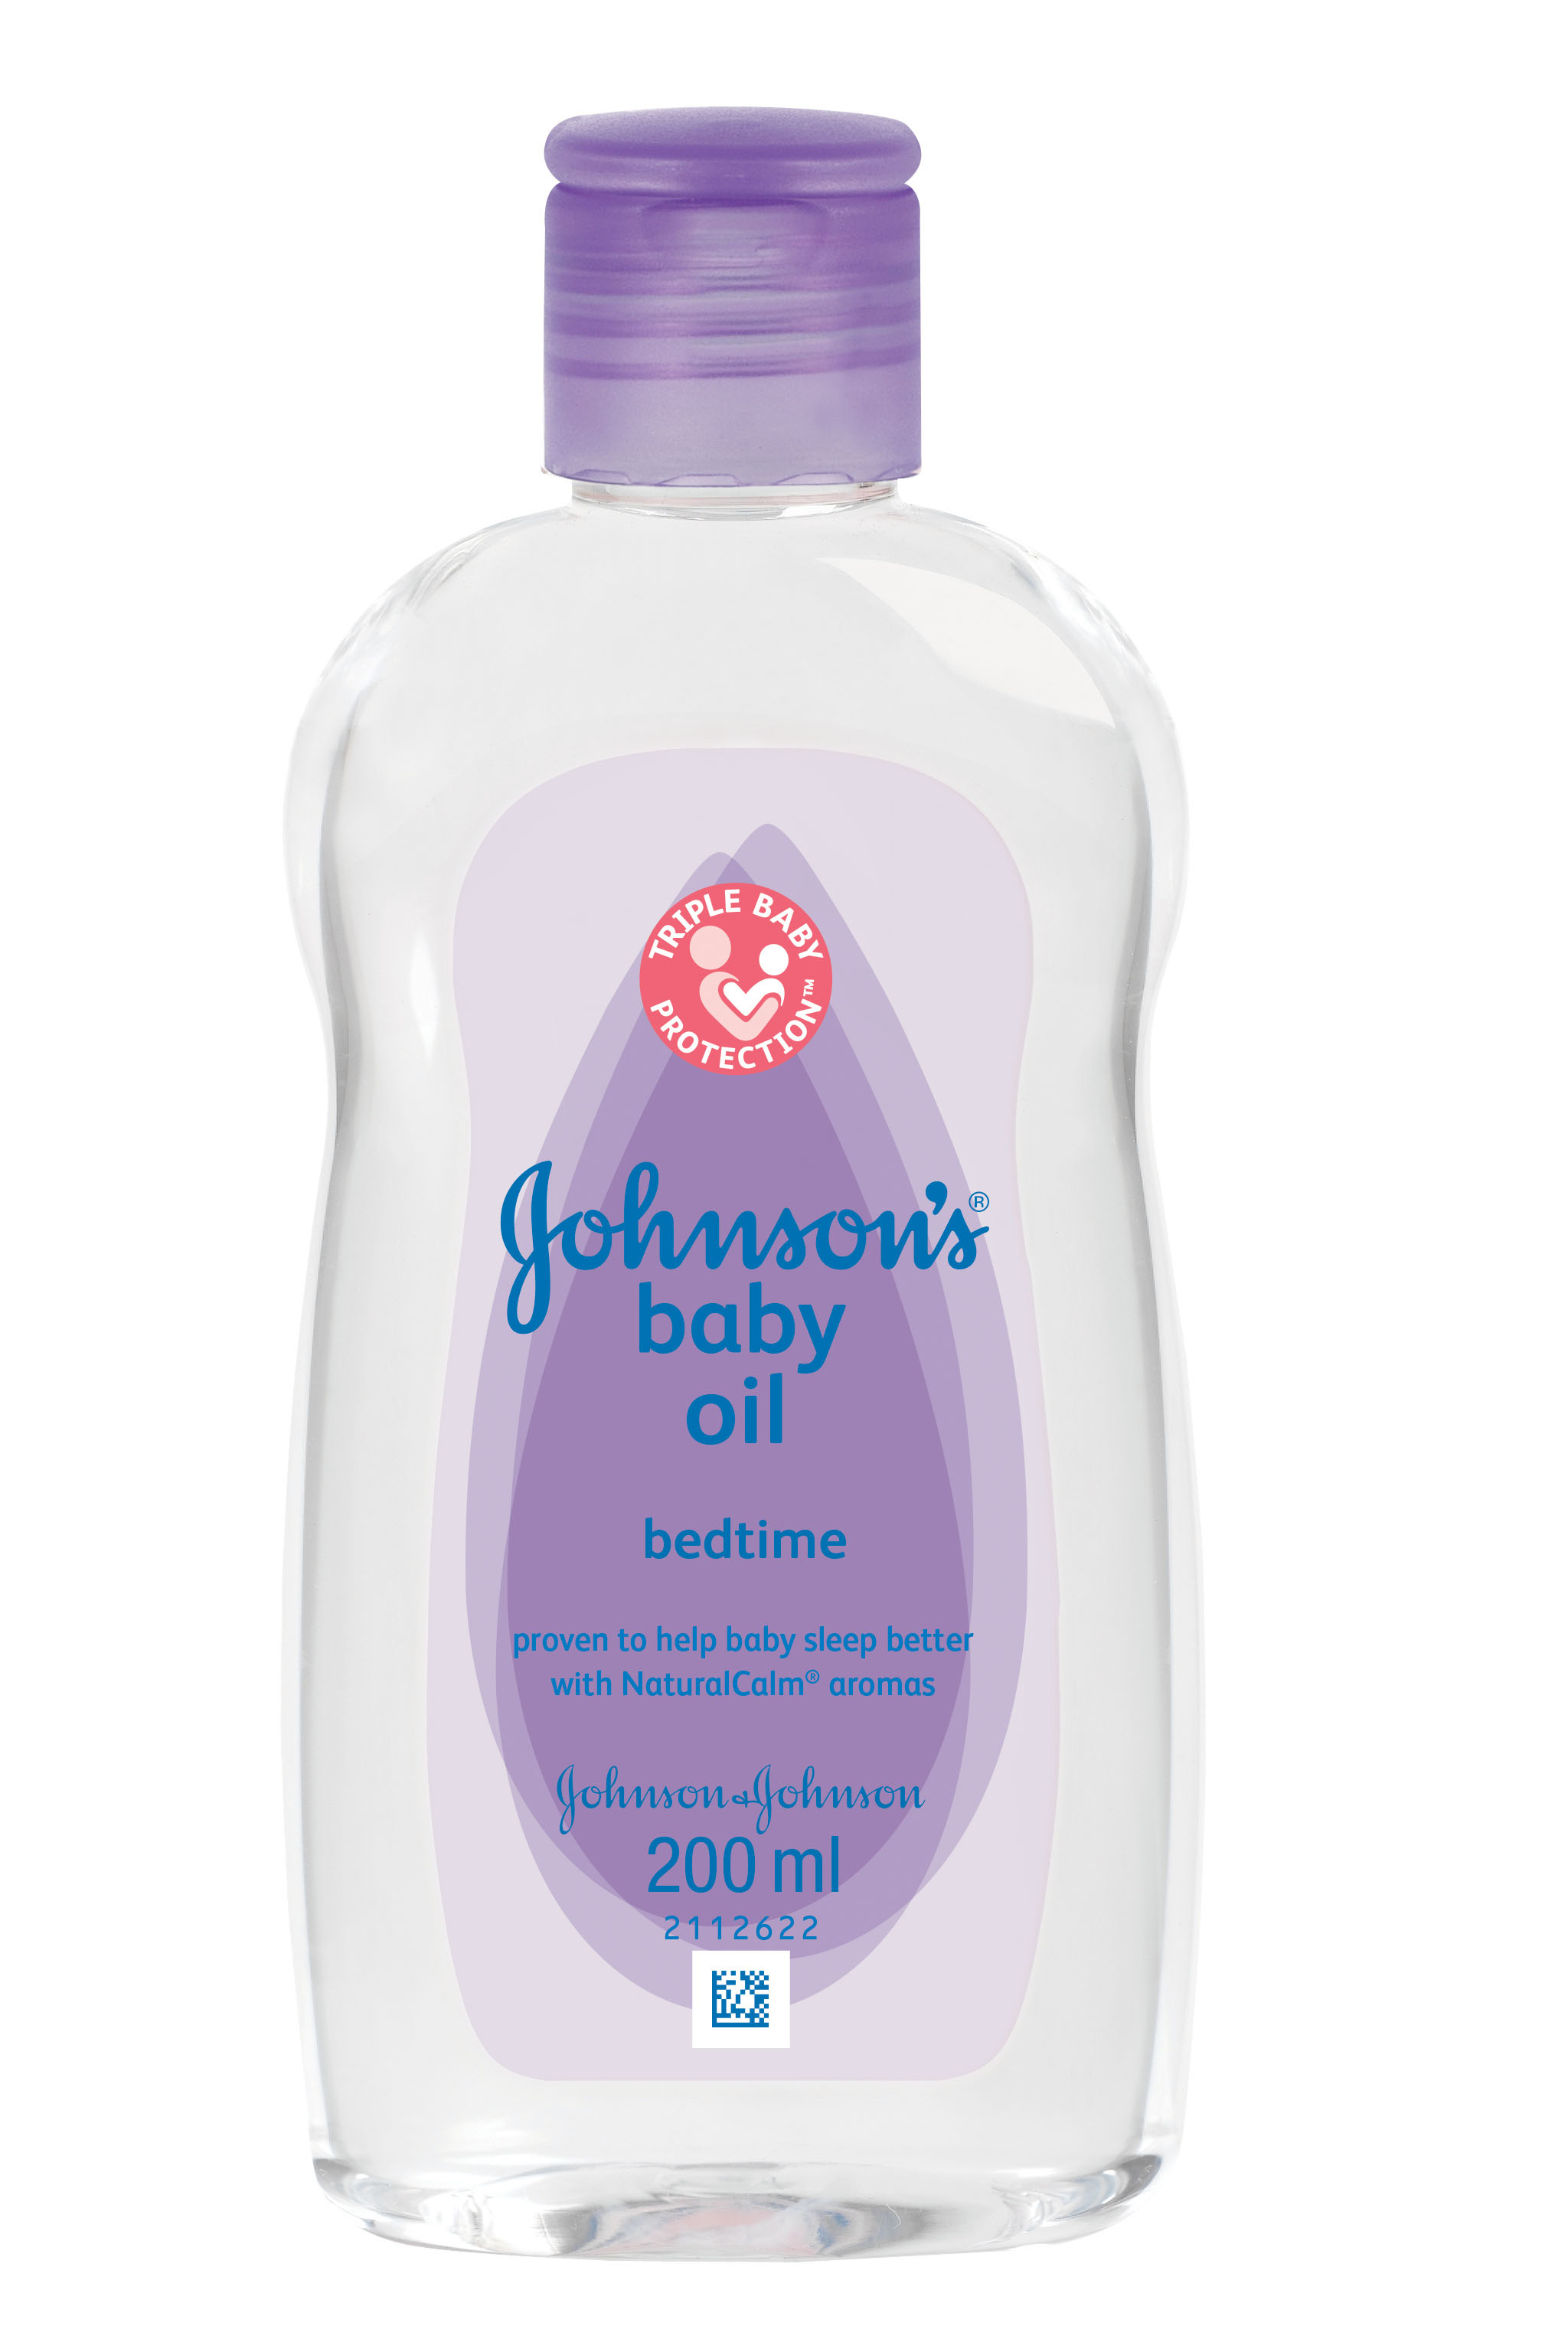 TRIPLE BABY
PROTECTION™
Johnson's®
baby
oil
bedtime
proven to help baby sleep better
with NaturalCalm® aromas
Johnson & Johnson
200 ml
2112622